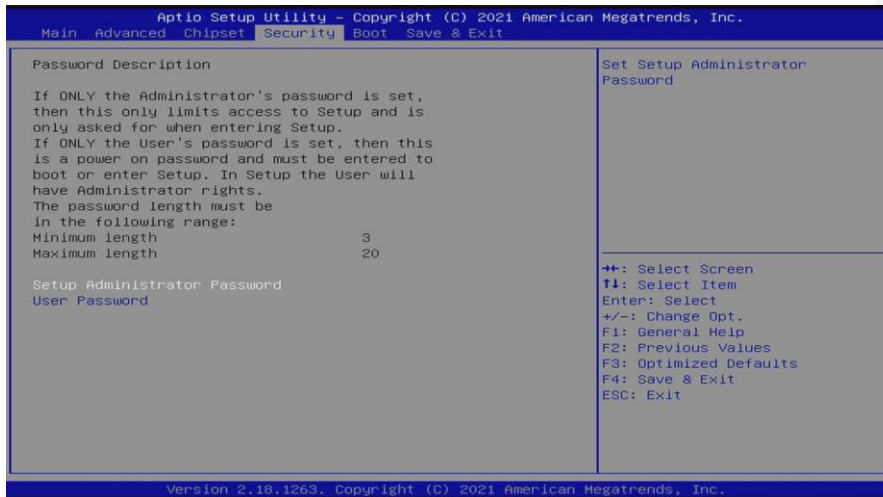 Aptio Setup Utility – Copyright (C) 2021 American Megatrends, Inc.
Main Advanced Chipset Security Boot Save & Exit
Password Description
If ONLY the Administrator's password is set,
then this only limits access to Setup and is
only asked for when entering Setup.
If ONLY the User's password is set, then this
is a power on password and must be entered to
boot or enter Setup. In Setup the User will
have Administrator rights.
The password length must be
in the following range:
Minimum length 3
Maximum length 20
Setup Administrator Password
User Password
Set Setup Administrator
Password
→←: Select Screen
↑↓: Select Item
Enter: Select
+/-: Change Opt.
F1: General Help
F2: Previous Values
F3: Optimized Defaults
F4: Save & Exit
ESC: Exit
Version 2.18.1263. Copyright (C) 2021 American Megatrends, Inc.